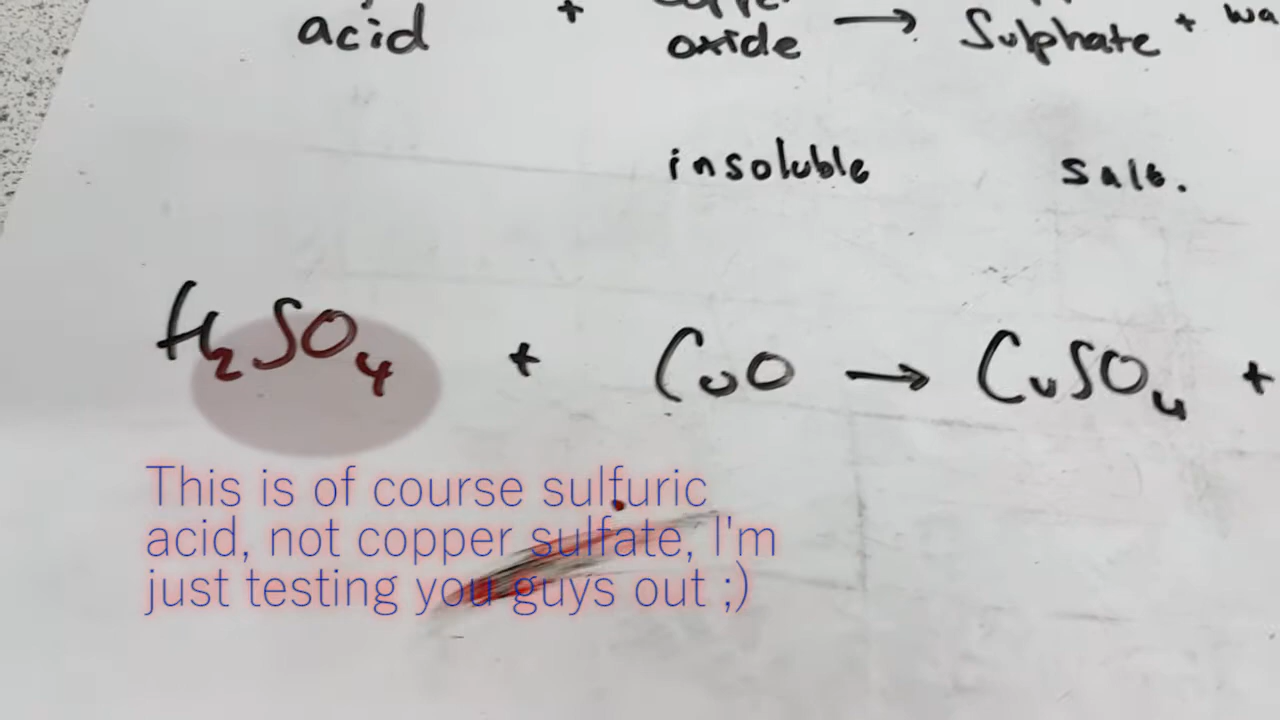 acid + oxide → Sulphate +
insoluble salt.
H₂SO₄ + CuO → CuSO₄ +
This is of course sulfuric
acid, not copper sulfate, I'm
just testing you guys out ;)